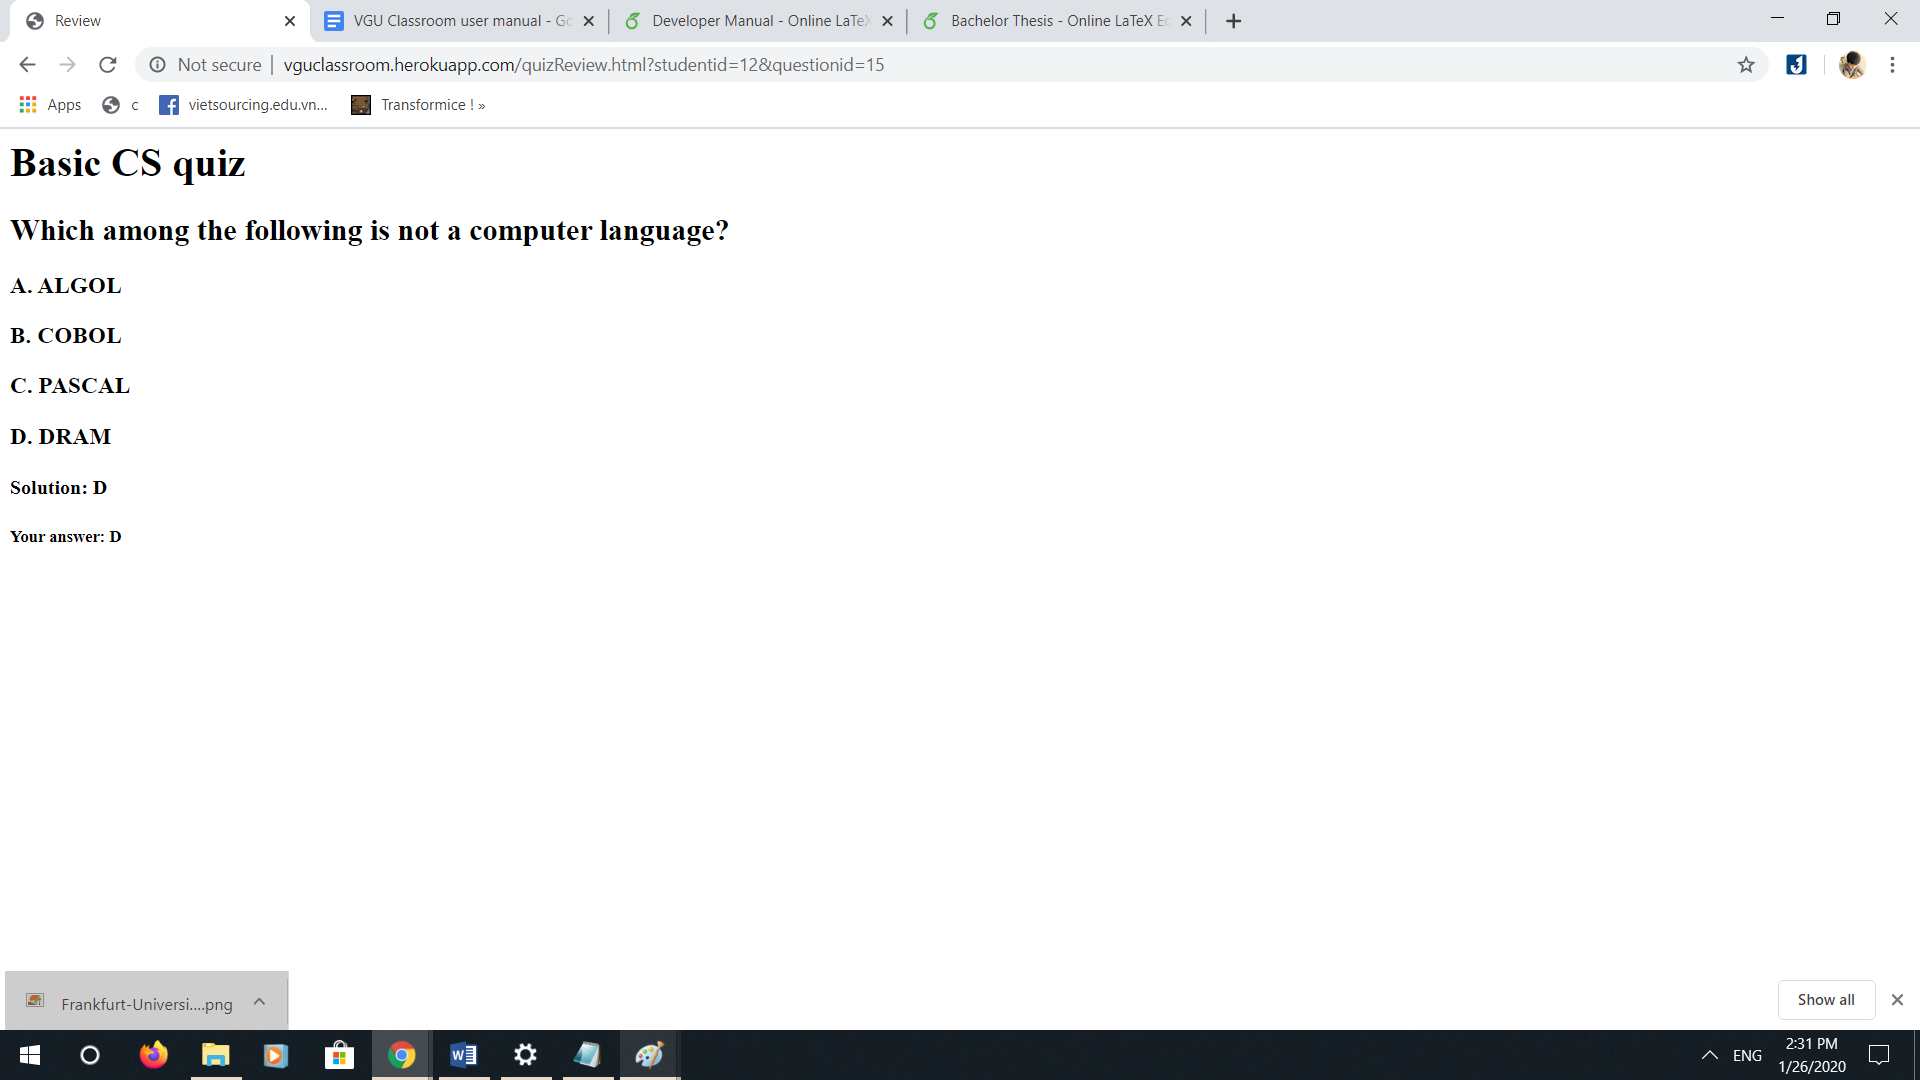 Review
VGU Classroom user manual - Go
Developer Manual - Online LaTeX
Bachelor Thesis - Online LaTeX Ed
Not secure | vguclassroom.herokuapp.com/quizReview.html?studentid=12&questionid=15
Apps
c
vietsourcing.edu.vn...
Transformice ! »
Basic CS quiz
Which among the following is not a computer language?
A. ALGOL
B. COBOL
C. PASCAL
D. DRAM
Solution: D
Your answer: D
Frankfurt-Universi....png
Show all
ENG
2:31 PM
1/26/2020